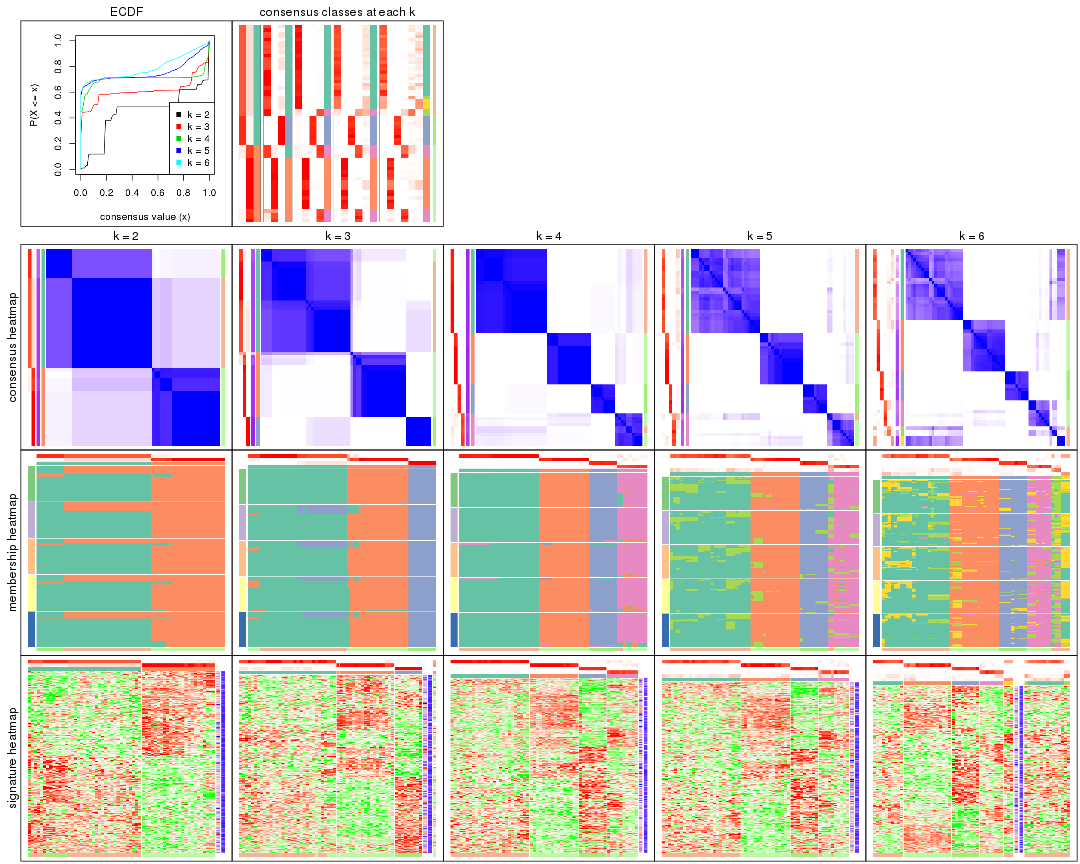 ECDF
consensus classes at each k
P(X <= x)
0.0 0.2 0.4 0.6 0.8 1.0
k = 2
k = 3
k = 4
k = 5
k = 6
0.0 0.2 0.4 0.6 0.8 1.0
consensus value (x)
k = 2
k = 3
k = 4
k = 5
k = 6
consensus heatmap
membership heatmap
signature heatmap